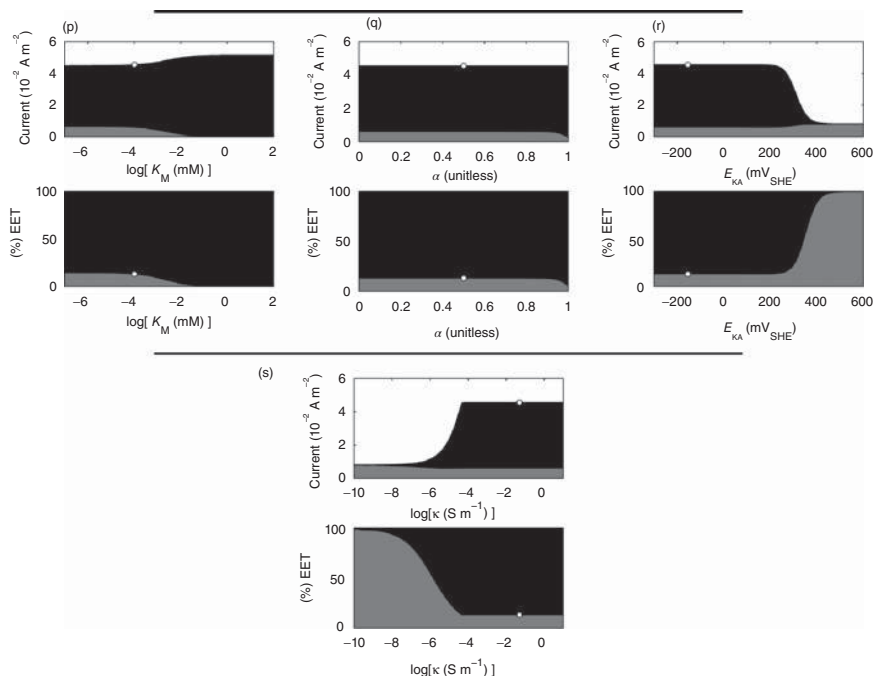 (p)
(q)
(r)
Current (10⁻² A m⁻²)
6
4
2
0
−6 −4 −2 0 2
log[ K_M (mM) ]
Current (10⁻² A m⁻²)
6
4
2
0
0 0.2 0.4 0.6 0.8 1
α (unitless)
Current (10⁻² A m⁻²)
6
4
2
0
−200 0 200 400 600
E_KA (mV_SHE)
(%) EET
100
50
0
−6 −4 −2 0 2
log[ K_M (mM) ]
(%) EET
100
50
0
0 0.2 0.4 0.6 0.8 1
α (unitless)
(%) EET
100
50
0
−200 0 200 400 600
E_KA (mV_SHE)
(s)
Current (10⁻² A m⁻²)
6
4
2
0
−10 −8 −6 −4 −2 0
log[κ (S m⁻¹) ]
(%) EET
100
50
0
−10 −8 −6 −4 −2 0
log[κ (S m⁻¹) ]